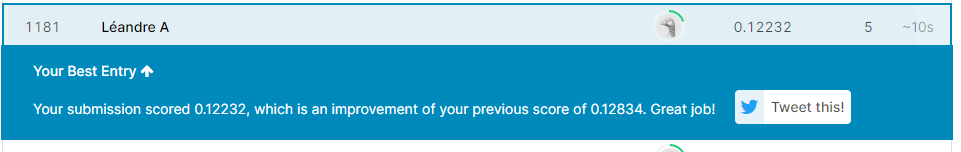 1181 Léandre A 0.12232 5 ~10s
Your Best Entry
Your submission scored 0.12232, which is an improvement of your previous score of 0.12834. Great job! Tweet this!